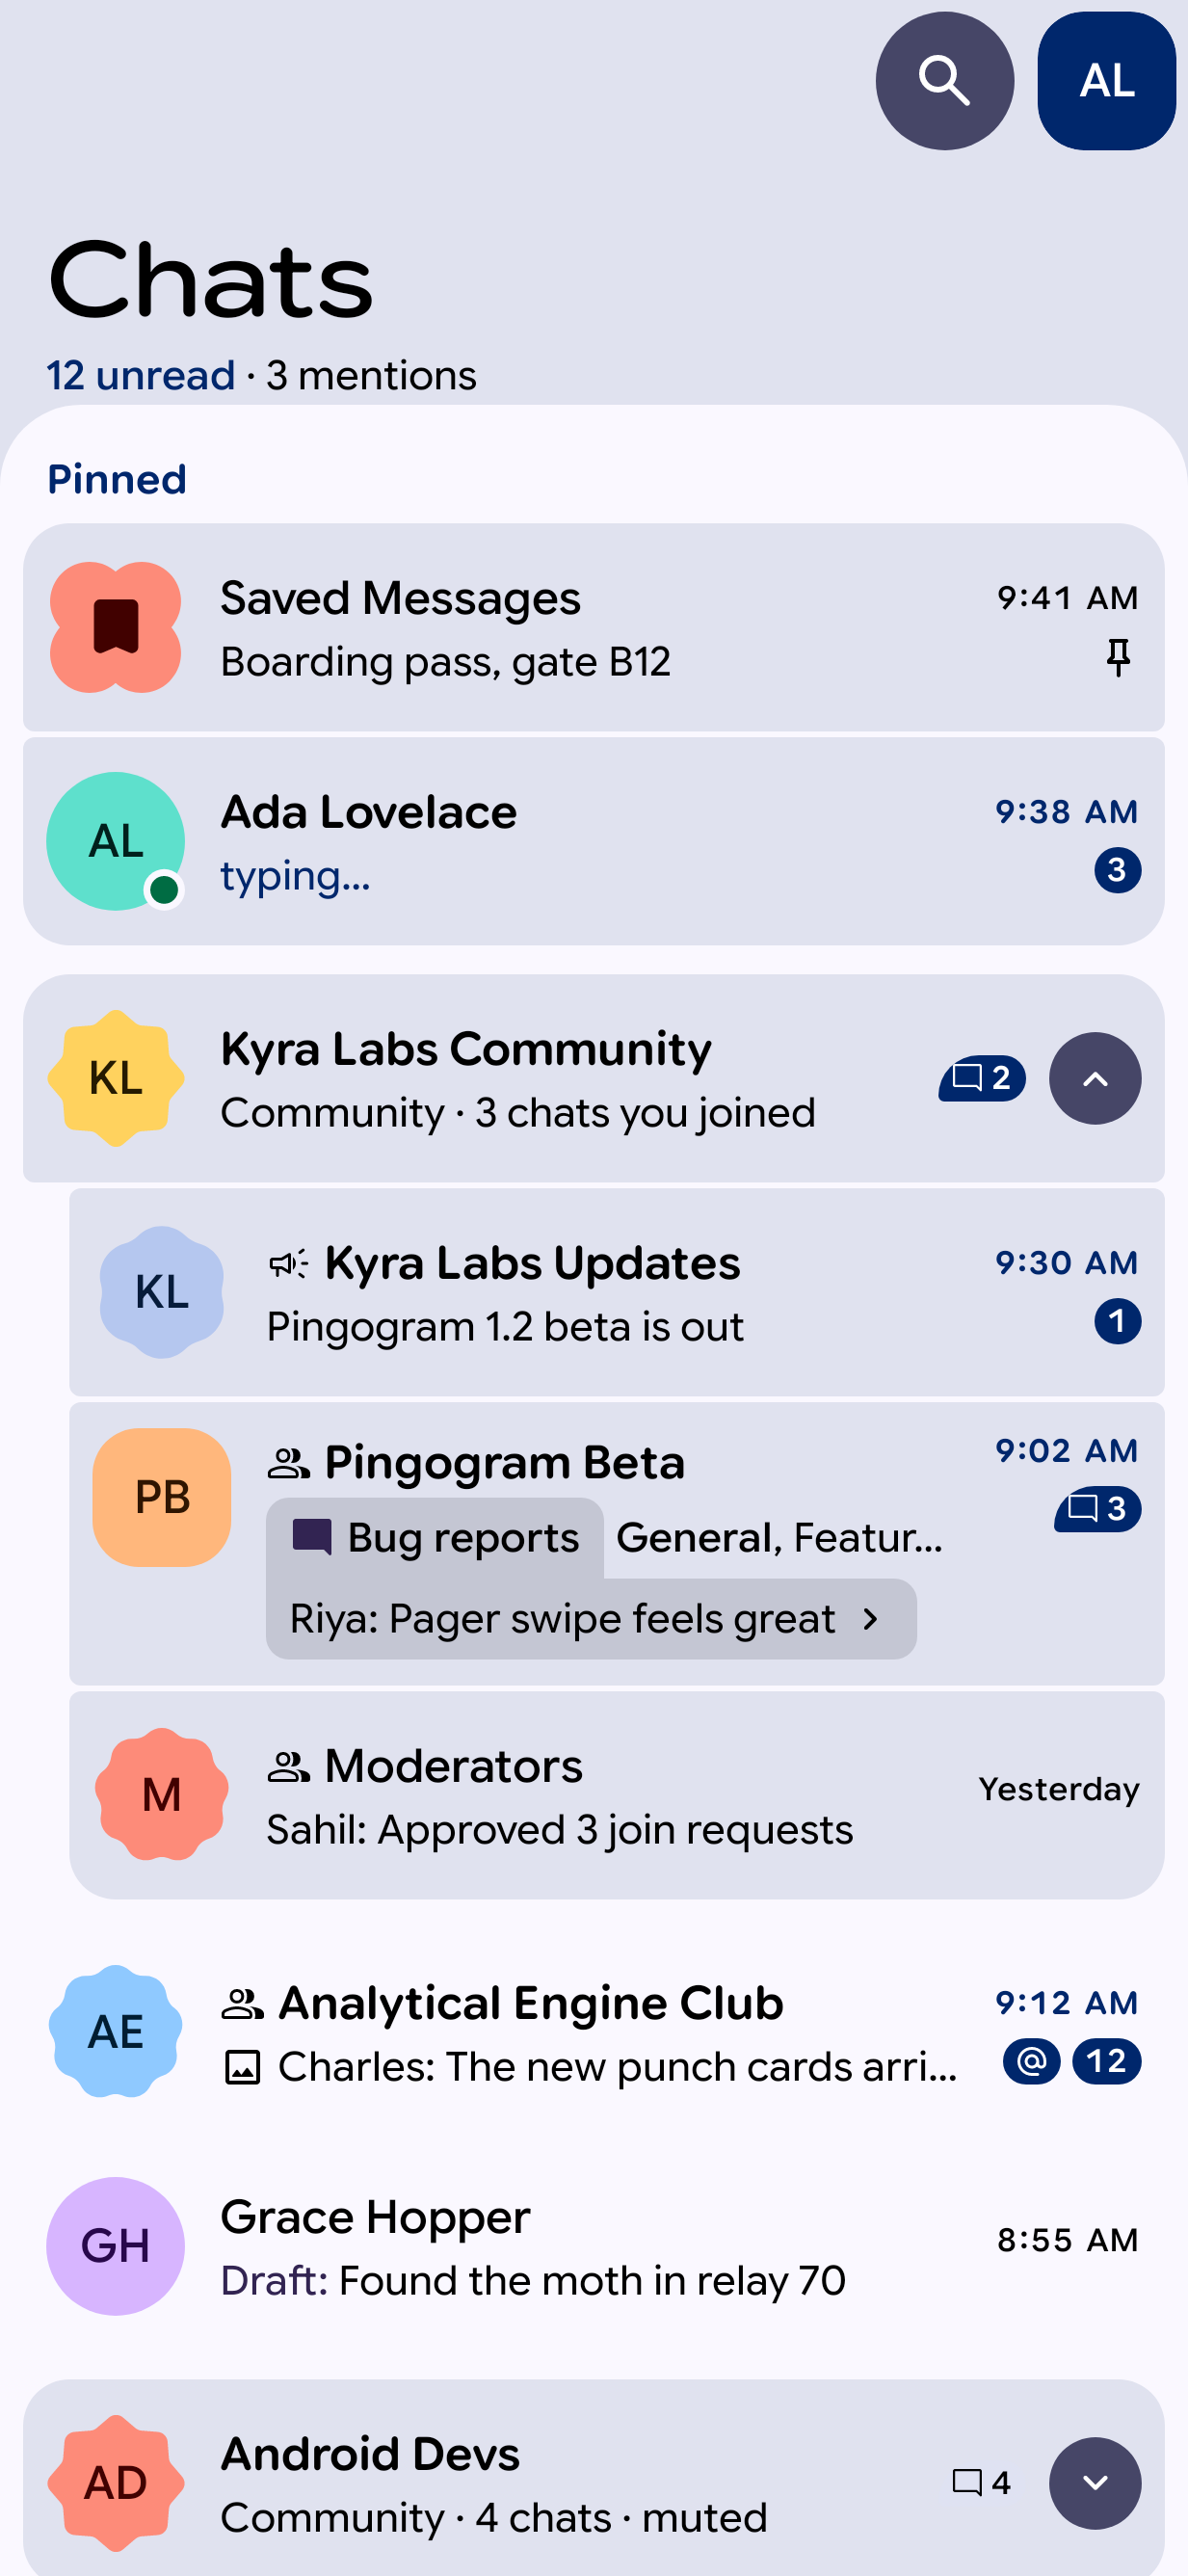 AL
Chats
12 unread · 3 mentions
Pinned
Saved Messages
9:41 AM
Boarding pass, gate B12
AL
Ada Lovelace
9:38 AM
typing...
3
KL
Kyra Labs Community
Community · 3 chats you joined
2
KL
Kyra Labs Updates
9:30 AM
Pingogram 1.2 beta is out
1
PB
Pingogram Beta
9:02 AM
Bug reports General, Featur...
3
Riya: Pager swipe feels great
M
Moderators
Sahil: Approved 3 join requests
Yesterday
AE
Analytical Engine Club
9:12 AM
Charles: The new punch cards arri...
@ 12
GH
Grace Hopper
8:55 AM
Draft: Found the moth in relay 70
AD
Android Devs
Community · 4 chats · muted
4